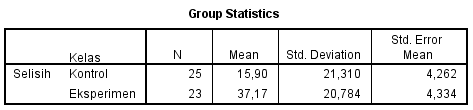 Group Statistics
Kelas N Mean Std. Deviation Std. Error Mean
Selisih Kontrol 25 15,90 21,310 4,262
Eksperimen 23 37,17 20,784 4,334